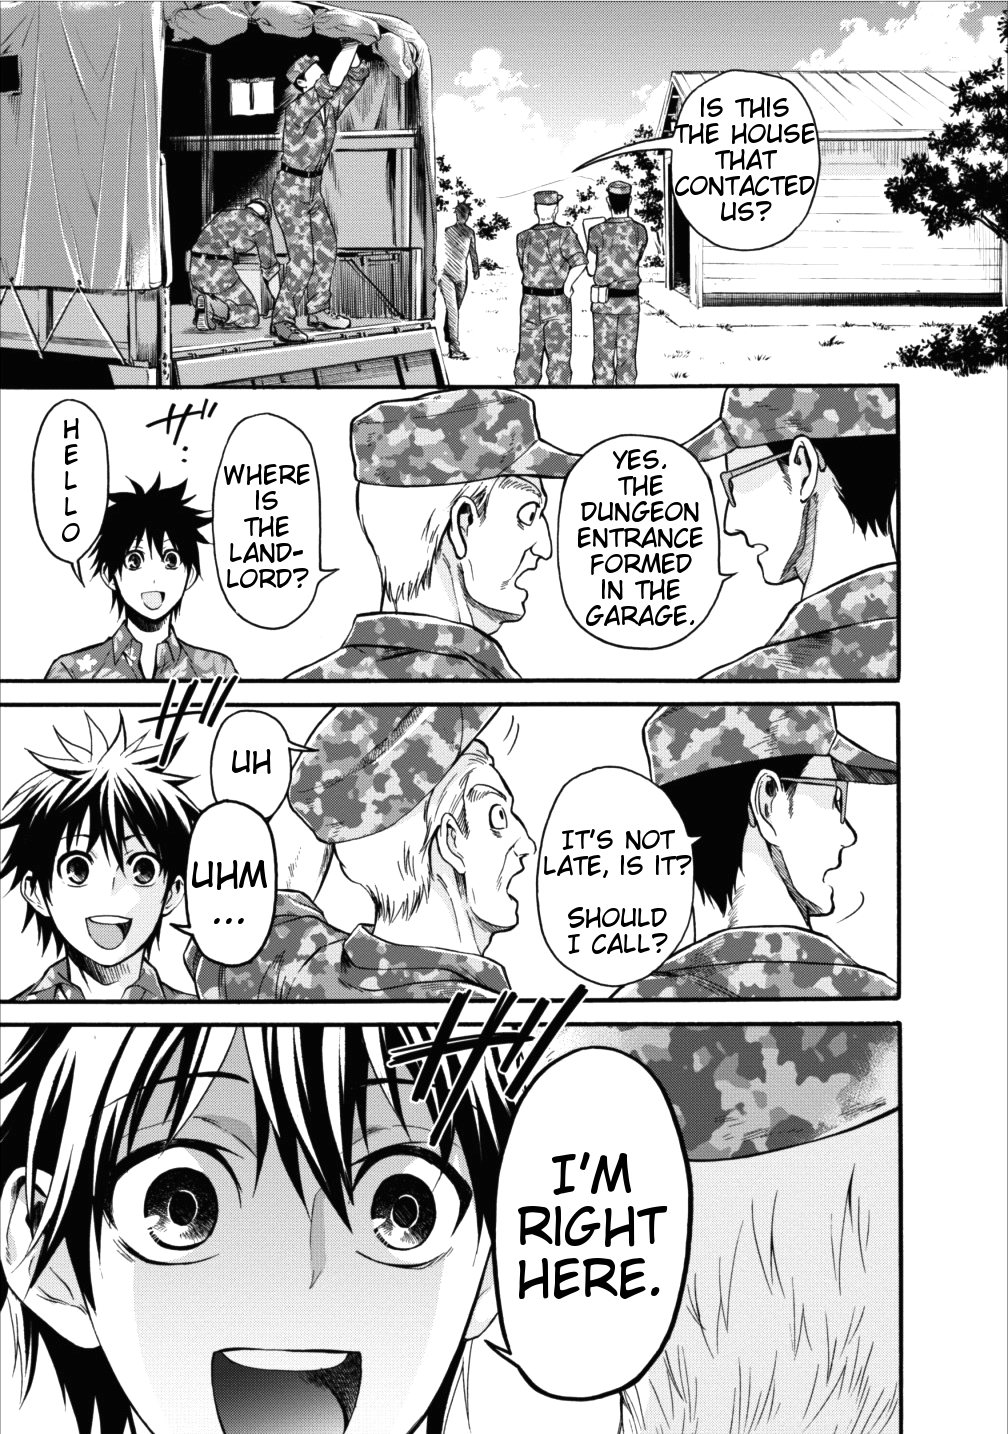 IS THIS
THE HOUSE
THAT
CONTACTED
US?
YES.
THE
DUNGEON
ENTRANCE
FORMED
IN THE
GARAGE.
WHERE
IS
THE
LAND-
LORD?
HELLO
IT'S NOT
LATE, IS IT?
SHOULD
I CALL?
UH
UHM
...
I'M
RIGHT
HERE.